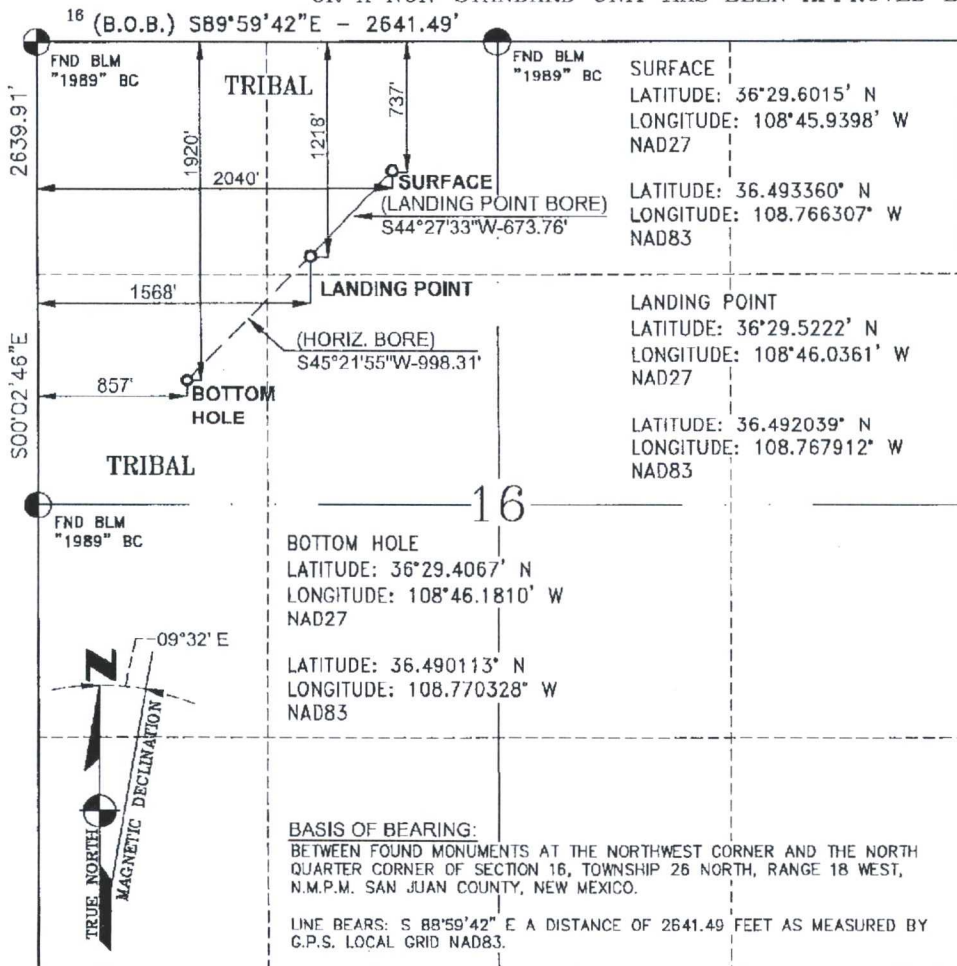 OR A NON-STANDARD UNIT HAS BEEN APPROVED
16 (B.O.B.) S89°59'42"E - 2641.49'
FND BLM
"1989" BC
FND BLM
"1989" BC
TRIBAL
2639.91'
1920'
1218'
737'
2040'
SURFACE
(LANDING POINT BORE)
S44°27'33"W-673.76'
1568'
LANDING POINT
(HORIZ. BORE)
S45°21'55"W-998.31'
S00°02'46"E
857'
BOTTOM
HOLE
TRIBAL
FND BLM
"1989" BC
16
SURFACE
LATITUDE: 36°29.6015' N
LONGITUDE: 108°45.9398' W
NAD27
LATITUDE: 36.493360° N
LONGITUDE: 108.766307° W
NAD83
LANDING POINT
LATITUDE: 36°29.5222' N
LONGITUDE: 108°46.0361' W
NAD27
LATITUDE: 36.492039° N
LONGITUDE: 108.767912° W
NAD83
BOTTOM HOLE
LATITUDE: 36°29.4067' N
LONGITUDE: 108°46.1810' W
NAD27
LATITUDE: 36.490113° N
LONGITUDE: 108.770328° W
NAD83
09°32' E
N
TRUE NORTH
MAGNETIC DECLINATION
BASIS OF BEARING:
BETWEEN FOUND MONUMENTS AT THE NORTHWEST CORNER AND THE NORTH
QUARTER CORNER OF SECTION 16, TOWNSHIP 26 NORTH, RANGE 18 WEST,
N.M.P.M. SAN JUAN COUNTY, NEW MEXICO.
LINE BEARS: S 88°59'42" E A DISTANCE OF 2641.49 FEET AS MEASURED BY
G.P.S. LOCAL GRID NAD83.